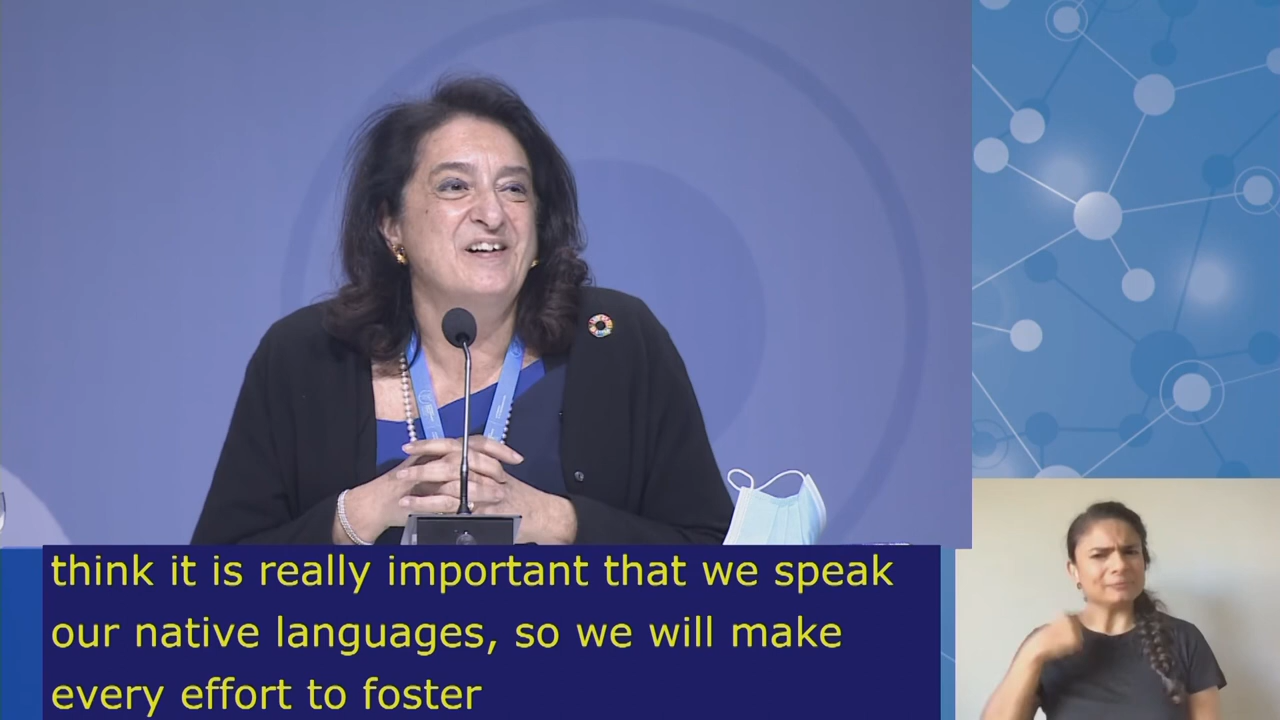 think it is really important that we speak
our native languages, so we will make
every effort to foster